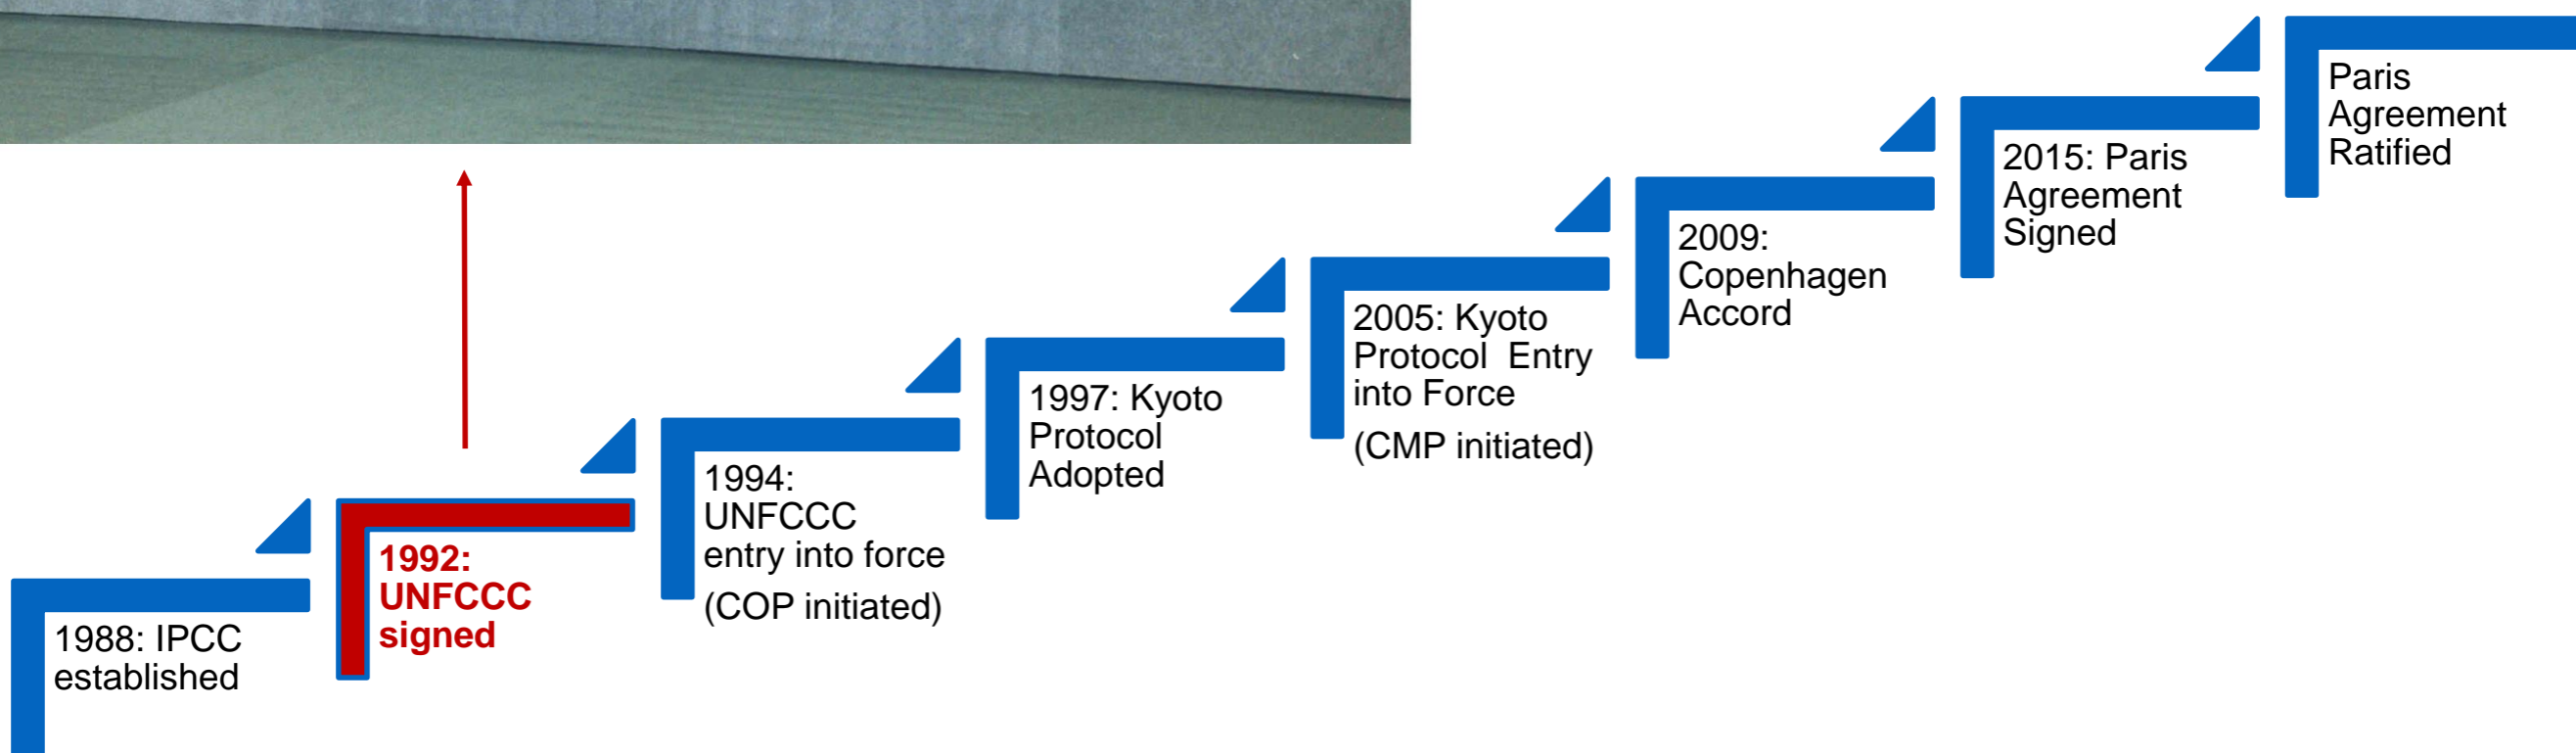 1988: IPCC
established
1992:
UNFCCC
signed
1994:
UNFCCC
entry into force
(COP initiated)
1997: Kyoto
Protocol
Adopted
2005: Kyoto
Protocol Entry
into Force
(CMP initiated)
2009:
Copenhagen
Accord
2015: Paris
Agreement
Signed
Paris
Agreement
Ratified